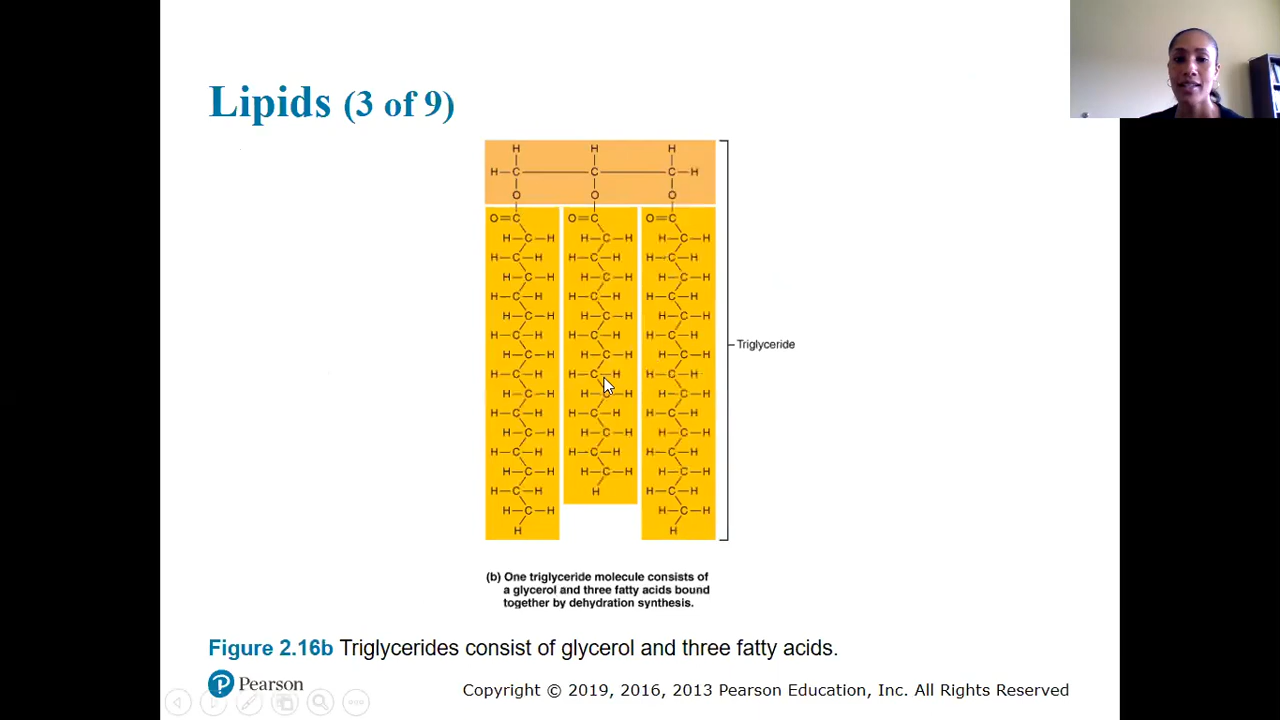 Lipids (3 of 9)
H H H
H C C C H
O O O
O=C O=C O=C
H C H H C H H C H
H C H H C H H C H
H C H H C H H C H
H C H H C H H C H
H C H H C H H C H
H C H H C H H C H
H C H H C H H C H
Triglyceride
H C H H C H H C H
H C H H H H C H
H C H H C H H C H
H C H H C H H C H
H C H H C H H C H
H C H H C H H C H
H C H H H C H
H C H H C H
H H
(b) One triglyceride molecule consists of
a glycerol and three fatty acids bound
together by dehydration synthesis.
Figure 2.16b Triglycerides consist of glycerol and three fatty acids.
Pearson
Copyright © 2019, 2016, 2013 Pearson Education, Inc. All Rights Reserved